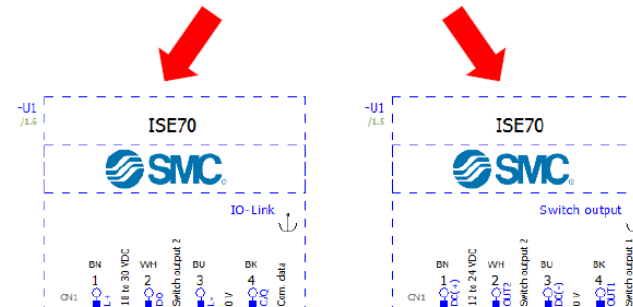 -U1
/1.5
ISE70
SMC
IO-Link
BN
1
L+
18 to 30 VDC
WH
2
DO
Switch output 2
BU
3
L-
0 V
BK
4
C/Q
Com. data
CN1
-U1
/1.5
ISE70
SMC
Switch output
BN
1
DC(+)
12 to 24 VDC
WH
2
OUT2
Switch output 2
BU
3
DC(-)
0 V
BK
4
OUT1
Switch output 1
CN1